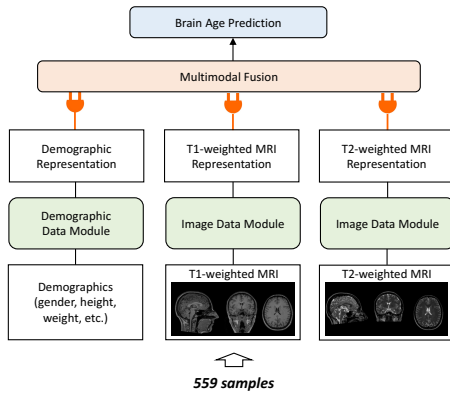 Brain Age Prediction
Multimodal Fusion
Demographic
Representation
T1-weighted MRI
Representation
T2-weighted MRI
Representation
Demographic
Data Module
Image Data Module
Image Data Module
Demographics
(gender, height,
weight, etc.)
T1-weighted MRI
T2-weighted MRI
559 samples